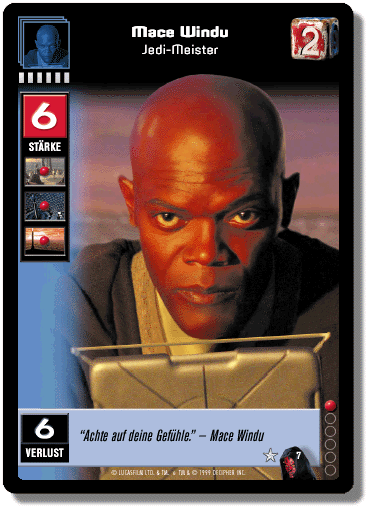 Mace Windu
Jedi-Meister
2
6
STÄRKE
6
VERLUST
"Achte auf deine Gefühle." – Mace Windu
7
© LUCASFILM LTD. & TM. ® TM & © 1999 DECIPHER INC.